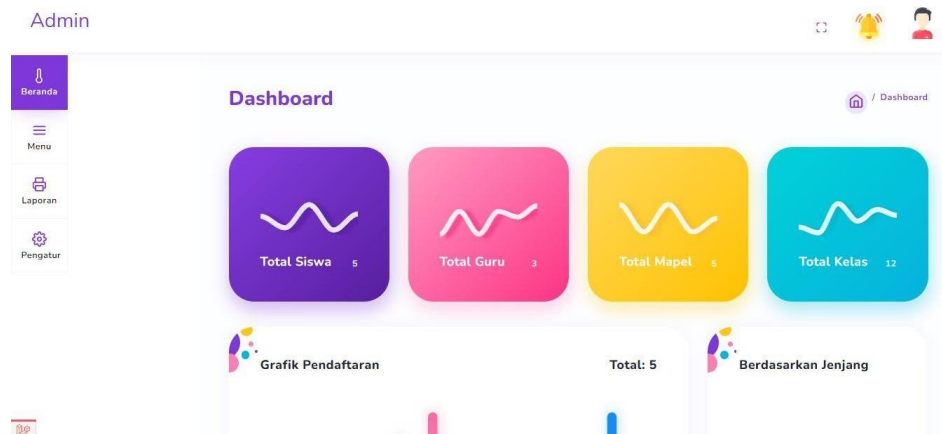 Admin
Beranda
Menu
Laporan
Pengatur
Dashboard
/ Dashboard
Total Siswa 5
Total Guru 3
Total Mapel 5
Total Kelas 12
Grafik Pendaftaran Total: 5
Berdasarkan Jenjang